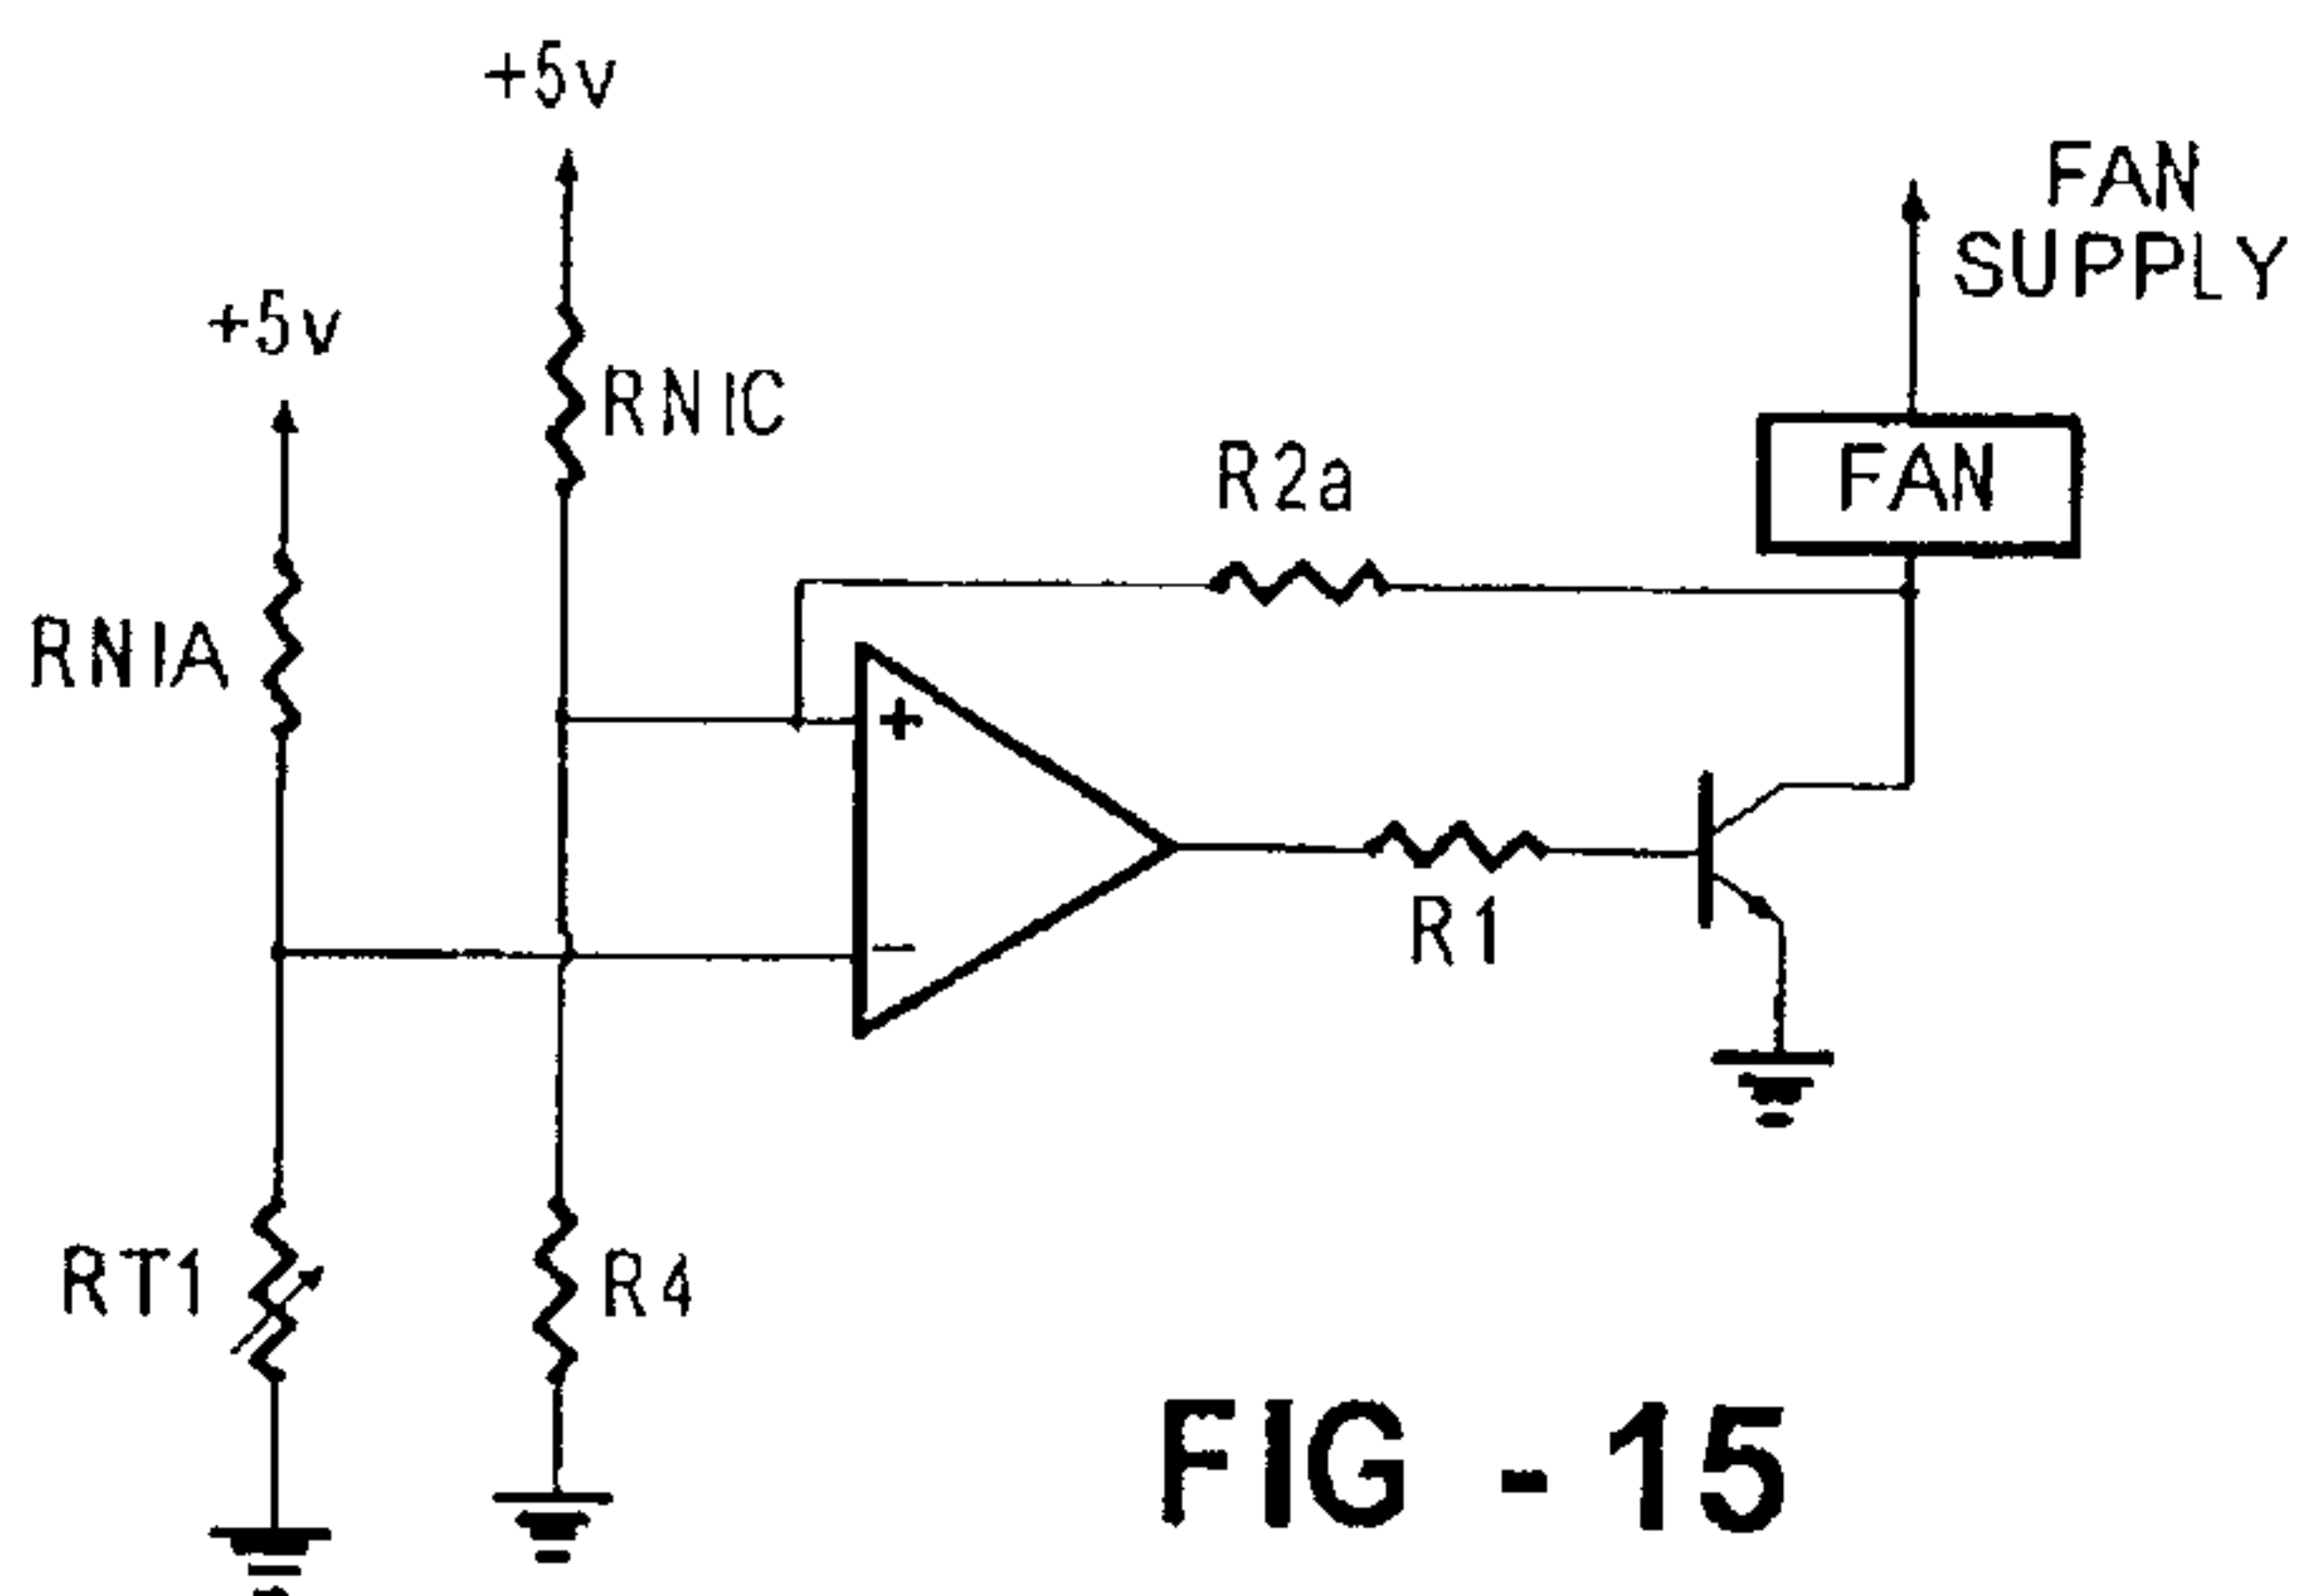 +5v
FAN
SUPPLY
+5v
RNIC
R2a
FAN
RNIA
+
R1
−
RT1
R4
FIG - 15